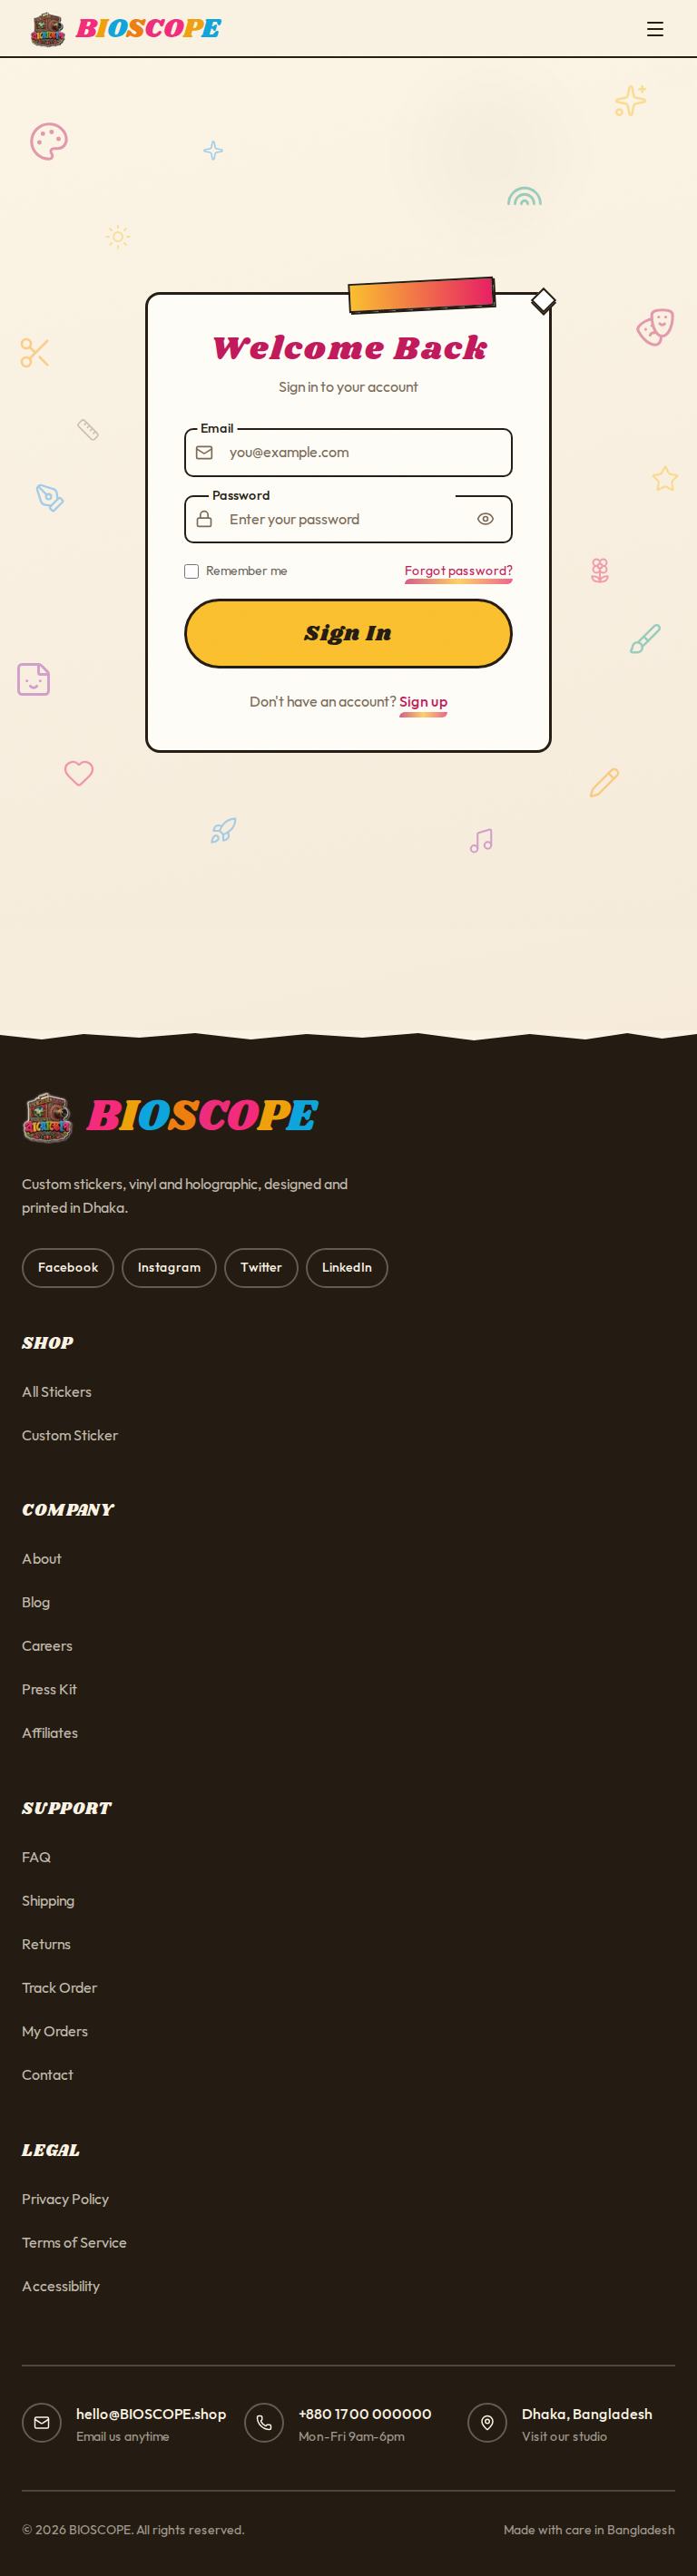 BIOSCOPE
Welcome Back
Sign in to your account
Email
you@example.com
Password
Enter your password
Remember me
Forgot password?
Sign In
Don't have an account? Sign up
BIOSCOPE
Custom stickers, vinyl and holographic, designed and
printed in Dhaka.
Facebook
Instagram
Twitter
LinkedIn
SHOP
All Stickers
Custom Sticker
COMPANY
About
Blog
Careers
Press Kit
Affiliates
SUPPORT
FAQ
Shipping
Returns
Track Order
My Orders
Contact
LEGAL
Privacy Policy
Terms of Service
Accessibility
hello@BIOSCOPE.shop
Email us anytime
+880 1700 000000
Mon-Fri 9am-6pm
Dhaka, Bangladesh
Visit our studio
© 2026 BIOSCOPE. All rights reserved.
Made with care in Bangladesh